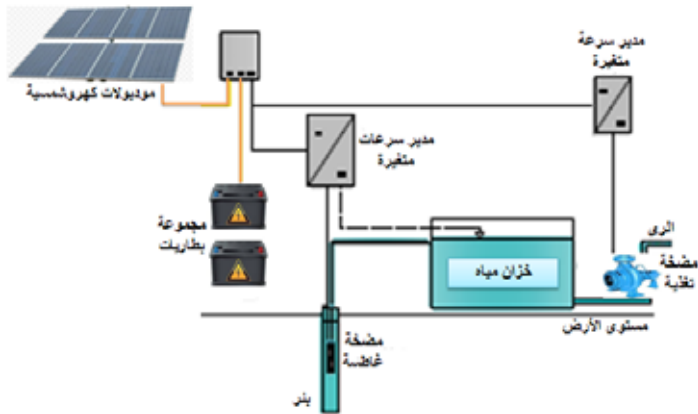 مدير سرعة
متغيرة
موديولات كهروشمسية
مدير سرعات
متغيرة
مجموعة
بطاريات
الرى
مضخة
تغذية
خزان مياه
مستوى الأرض
مضخة
غاطسة
بئر